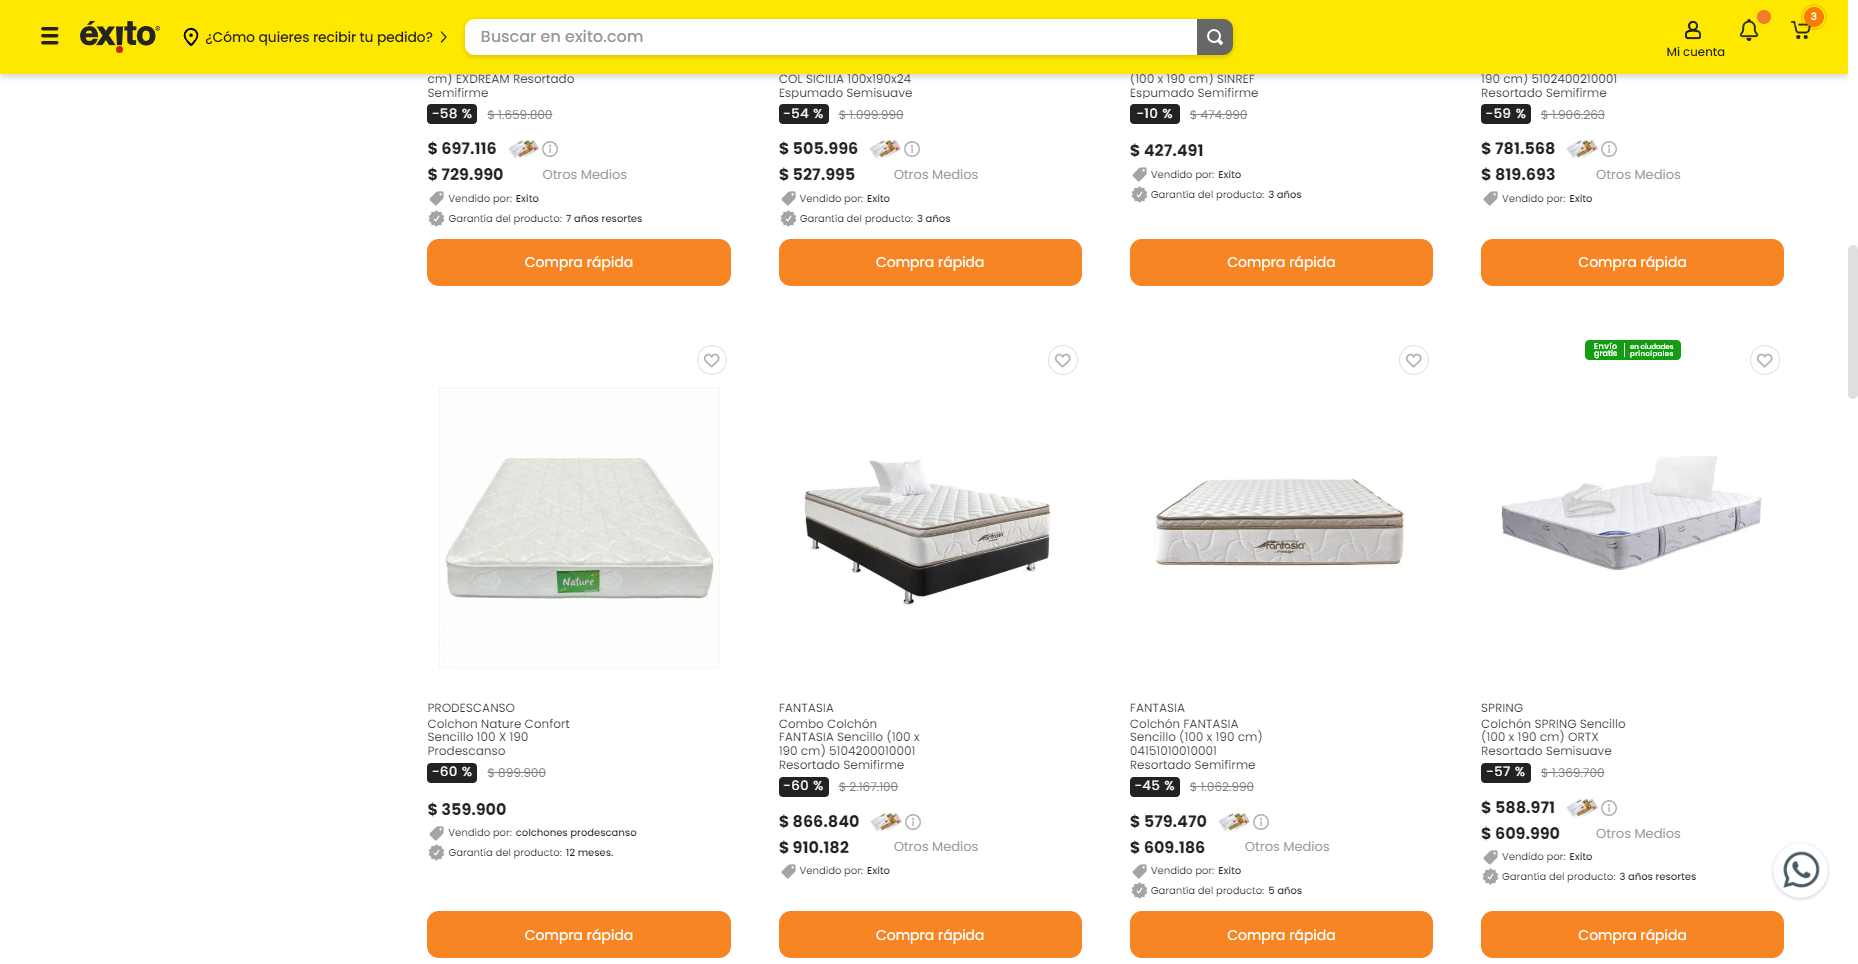 éxito
¿Cómo quieres recibir tu pedido?
Buscar en exito.com
Mi cuenta
3
cm) EXDREAM Resortado
Semifirme
-58 %
$ 1.659.800
$ 697.116
$ 729.990
Otros Medios
Vendido por: Exito
Garantía del producto: 7 años resortes
Compra rápida
COL SICILIA 100x190x24
Espumado Semisuave
-54 %
$ 1.099.990
$ 505.996
$ 527.995
Otros Medios
Vendido por: Exito
Garantía del producto: 3 años
Compra rápida
(100 x 190 cm) SINREF
Espumado Semifirme
-10 %
$ 474.990
$ 427.491
Vendido por: Exito
Garantía del producto: 3 años
Compra rápida
190 cm) 5102400210001
Resortado Semifirme
-59 %
$ 1.906.263
$ 781.568
$ 819.693
Otros Medios
Vendido por: Exito
Compra rápida
Nature
PRODESCANSO
Colchon Nature Confort
Sencillo 100 X 190
Prodescanso
-60 %
$ 899.900
$ 359.900
Vendido por: colchones prodescanso
Garantía del producto: 12 meses.
Compra rápida
fantasia
FANTASIA
Combo Colchón
FANTASIA Sencillo (100 x
190 cm) 5104200010001
Resortado Semifirme
-60 %
$ 2.167.100
$ 866.840
$ 910.182
Otros Medios
Vendido por: Exito
Compra rápida
fantasia
FANTASIA
Colchón FANTASIA
Sencillo (100 x 190 cm)
04151010010001
Resortado Semifirme
-45 %
$ 1.062.990
$ 579.470
$ 609.186
Otros Medios
Vendido por: Exito
Garantía del producto: 5 años
Compra rápida
Envío gratis
en ciudades principales
SPRING
Colchón SPRING Sencillo
(100 x 190 cm) ORTX
Resortado Semisuave
-57 %
$ 1.369.700
$ 588.971
$ 609.990
Otros Medios
Vendido por: Exito
Garantía del producto: 3 años resortes
Compra rápida